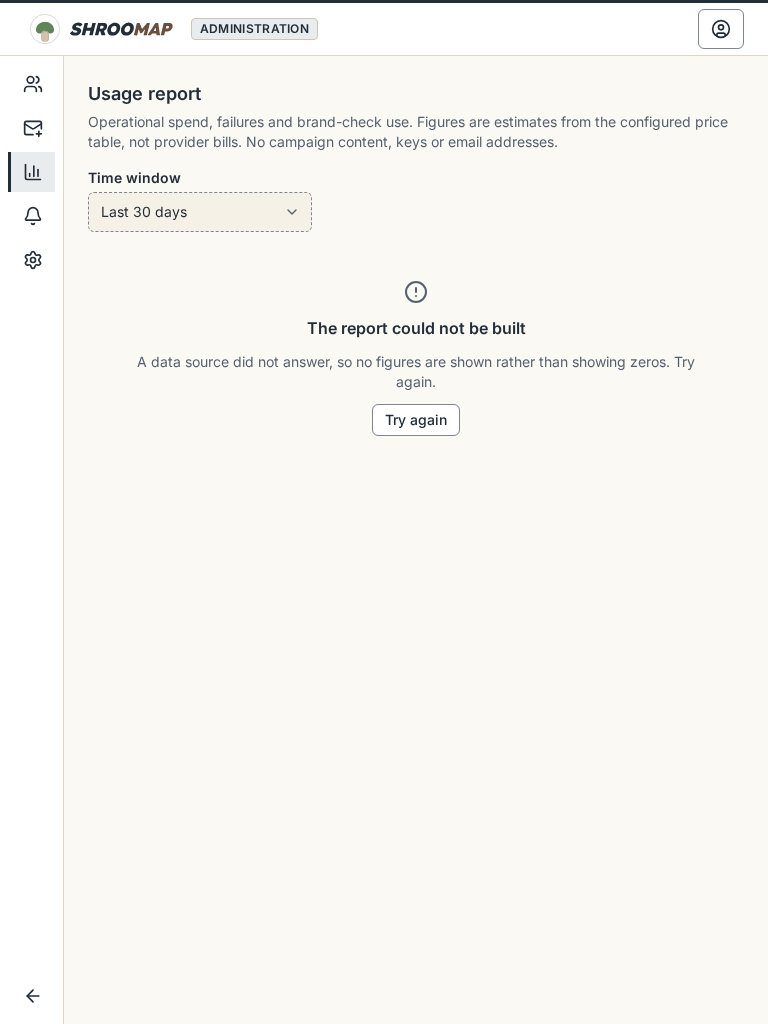 SHROOMAP
ADMINISTRATION
Usage report
Operational spend, failures and brand-check use. Figures are estimates from the configured price
table, not provider bills. No campaign content, keys or email addresses.
Time window
Last 30 days
The report could not be built
A data source did not answer, so no figures are shown rather than showing zeros. Try
again.
Try again